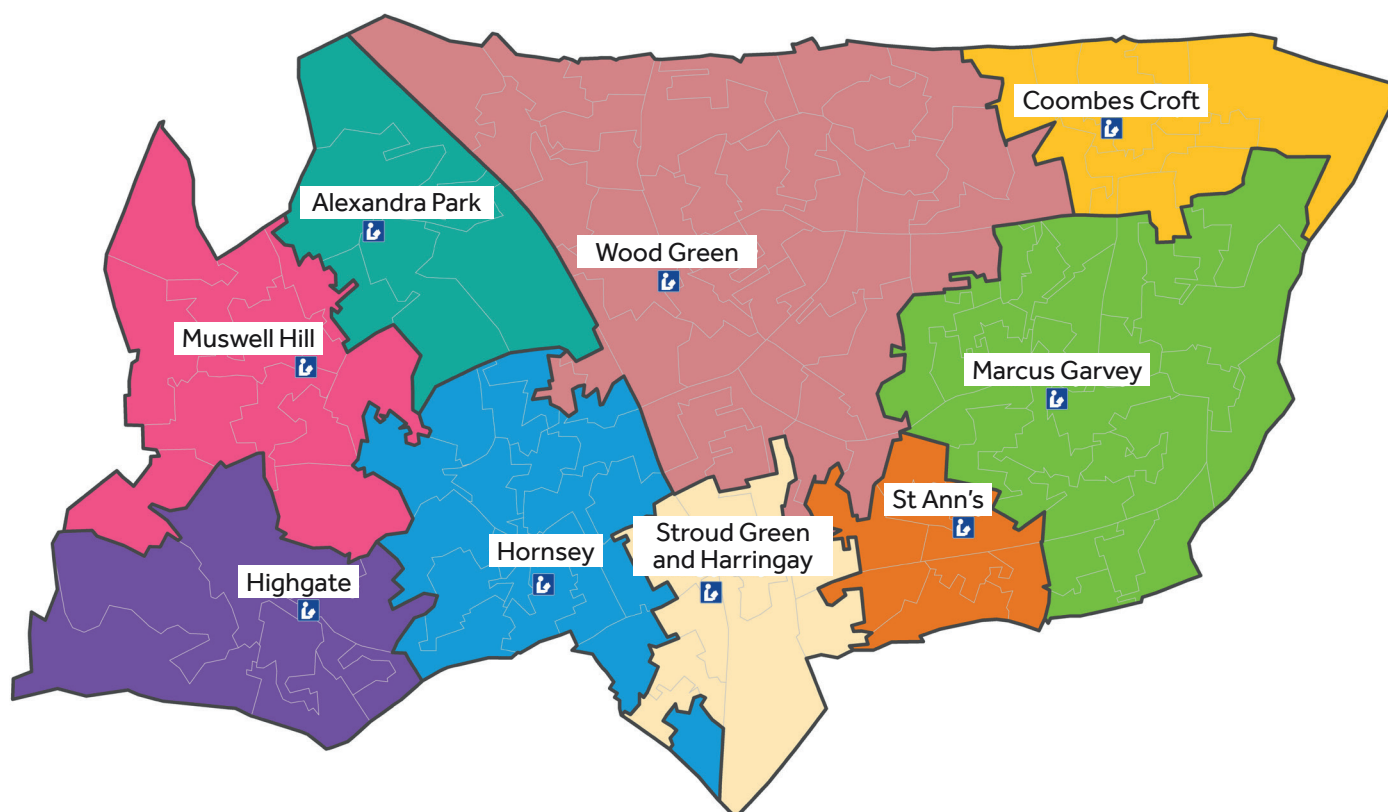 Coombes Croft
Alexandra Park
Wood Green
Muswell Hill
Marcus Garvey
St Ann's
Stroud Green
and Harringay
Hornsey
Highgate